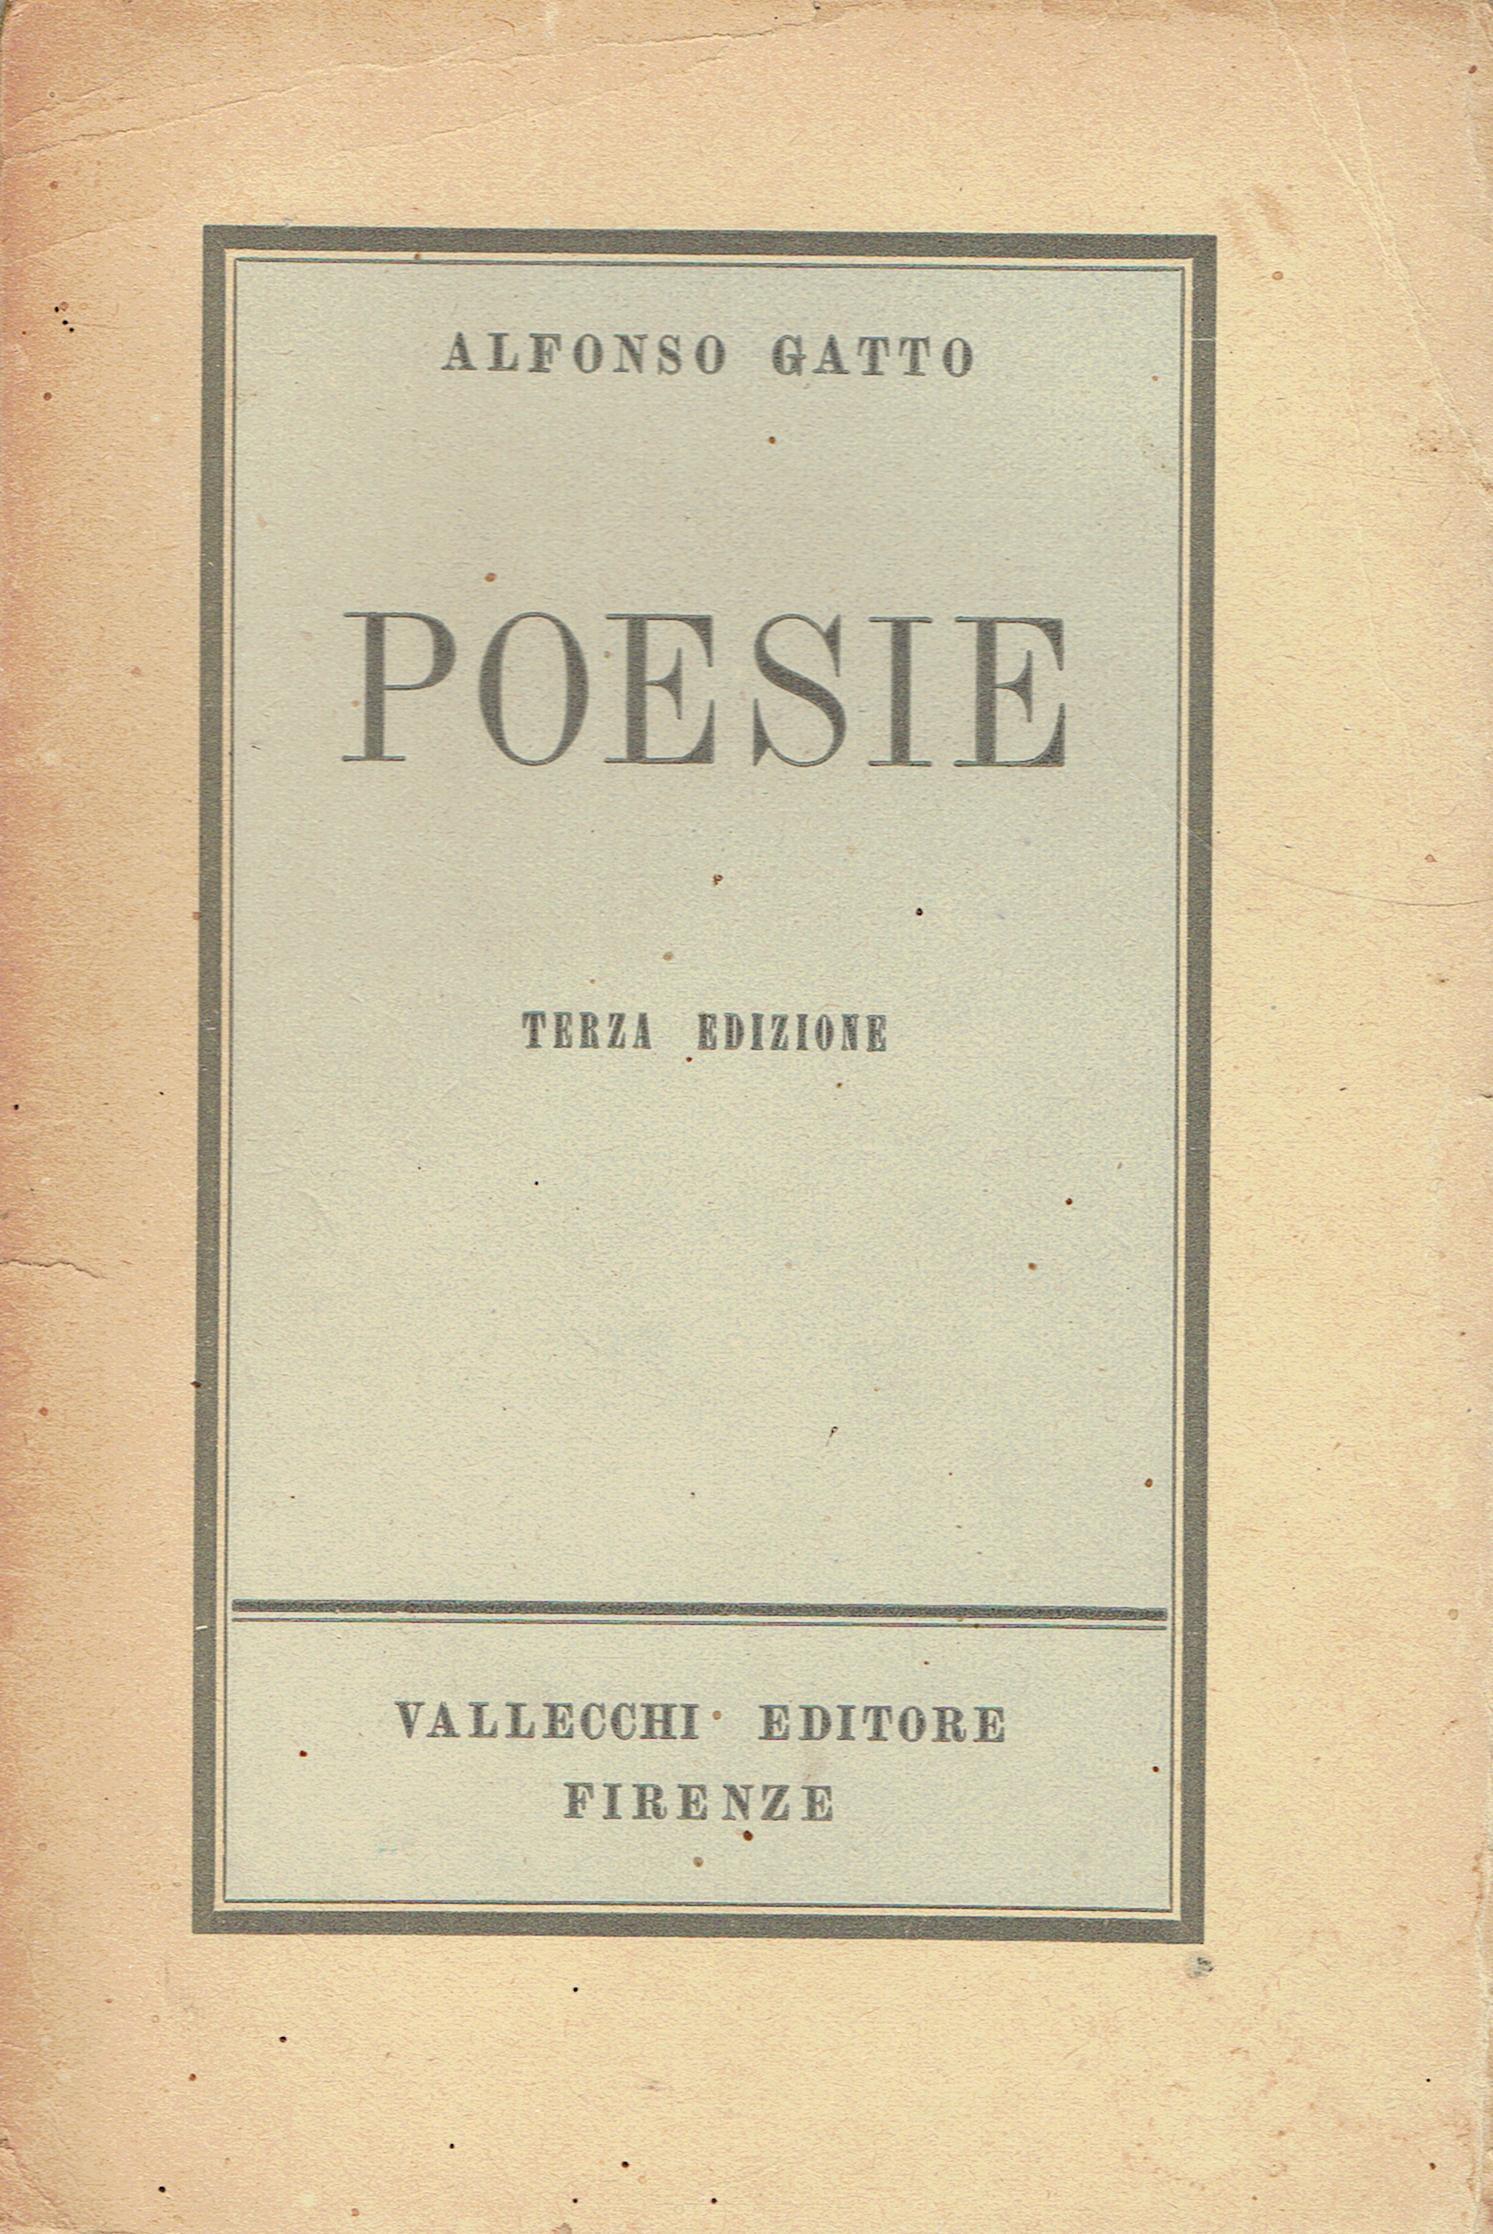 ALFONSO GATTO
POESIE
TERZA EDIZIONE
VALLECCHI EDITORE
FIRENZE